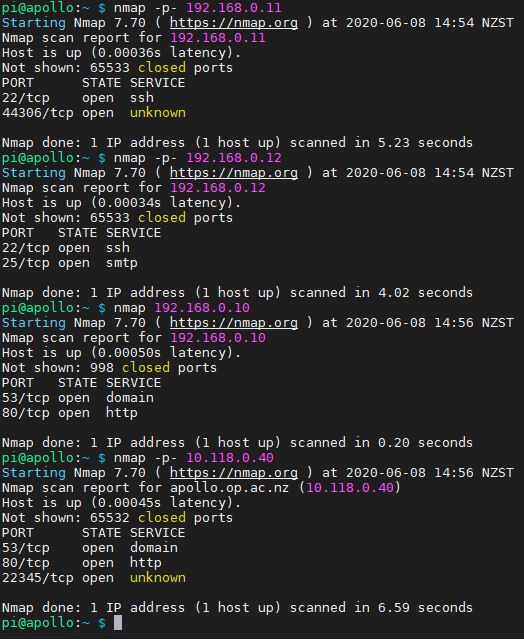 pi@apollo:~ $ nmap -p- 192.168.0.11
Starting Nmap 7.70 ( https://nmap.org ) at 2020-06-08 14:54 NZST
Nmap scan report for 192.168.0.11
Host is up (0.00036s latency).
Not shown: 65533 closed ports
PORT      STATE SERVICE
22/tcp    open  ssh
44306/tcp open  unknown

Nmap done: 1 IP address (1 host up) scanned in 5.23 seconds
pi@apollo:~ $ nmap -p- 192.168.0.12
Starting Nmap 7.70 ( https://nmap.org ) at 2020-06-08 14:54 NZST
Nmap scan report for 192.168.0.12
Host is up (0.00034s latency).
Not shown: 65533 closed ports
PORT   STATE SERVICE
22/tcp open  ssh
25/tcp open  smtp

Nmap done: 1 IP address (1 host up) scanned in 4.02 seconds
pi@apollo:~ $ nmap 192.168.0.10
Starting Nmap 7.70 ( https://nmap.org ) at 2020-06-08 14:56 NZST
Nmap scan report for 192.168.0.10
Host is up (0.00050s latency).
Not shown: 998 closed ports
PORT   STATE SERVICE
53/tcp open  domain
80/tcp open  http

Nmap done: 1 IP address (1 host up) scanned in 0.20 seconds
pi@apollo:~ $ nmap -p- 10.118.0.40
Starting Nmap 7.70 ( https://nmap.org ) at 2020-06-08 14:56 NZST
Nmap scan report for apollo.op.ac.nz (10.118.0.40)
Host is up (0.00045s latency).
Not shown: 65532 closed ports
PORT      STATE SERVICE
53/tcp    open  domain
80/tcp    open  http
22345/tcp open  unknown

Nmap done: 1 IP address (1 host up) scanned in 6.59 seconds
pi@apollo:~ $